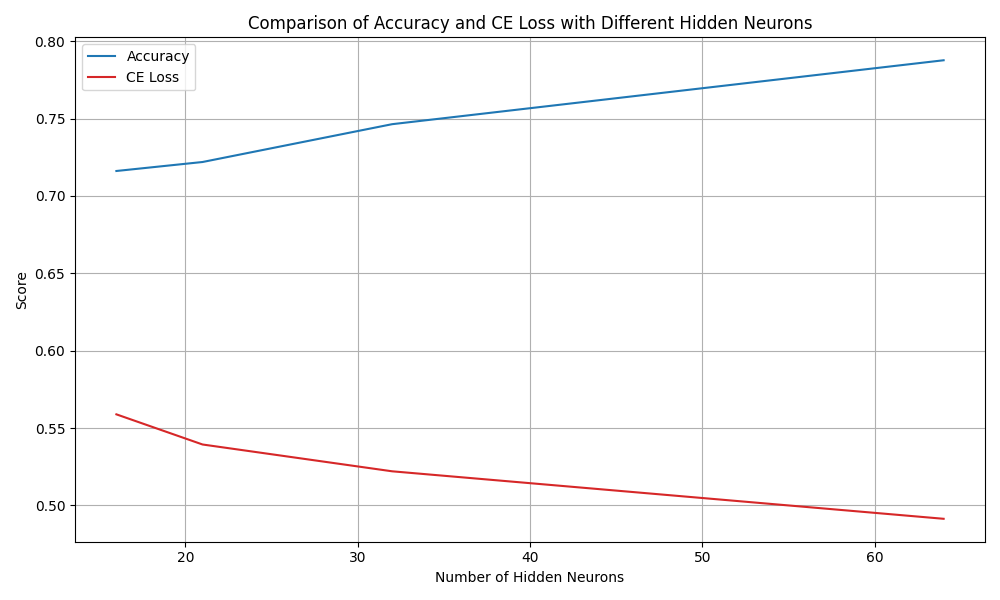 Comparison of Accuracy and CE Loss with Different Hidden Neurons
Accuracy
CE Loss
0.80
0.75
0.70
0.65
0.60
0.55
0.50
Score
20 30 40 50 60
Number of Hidden Neurons